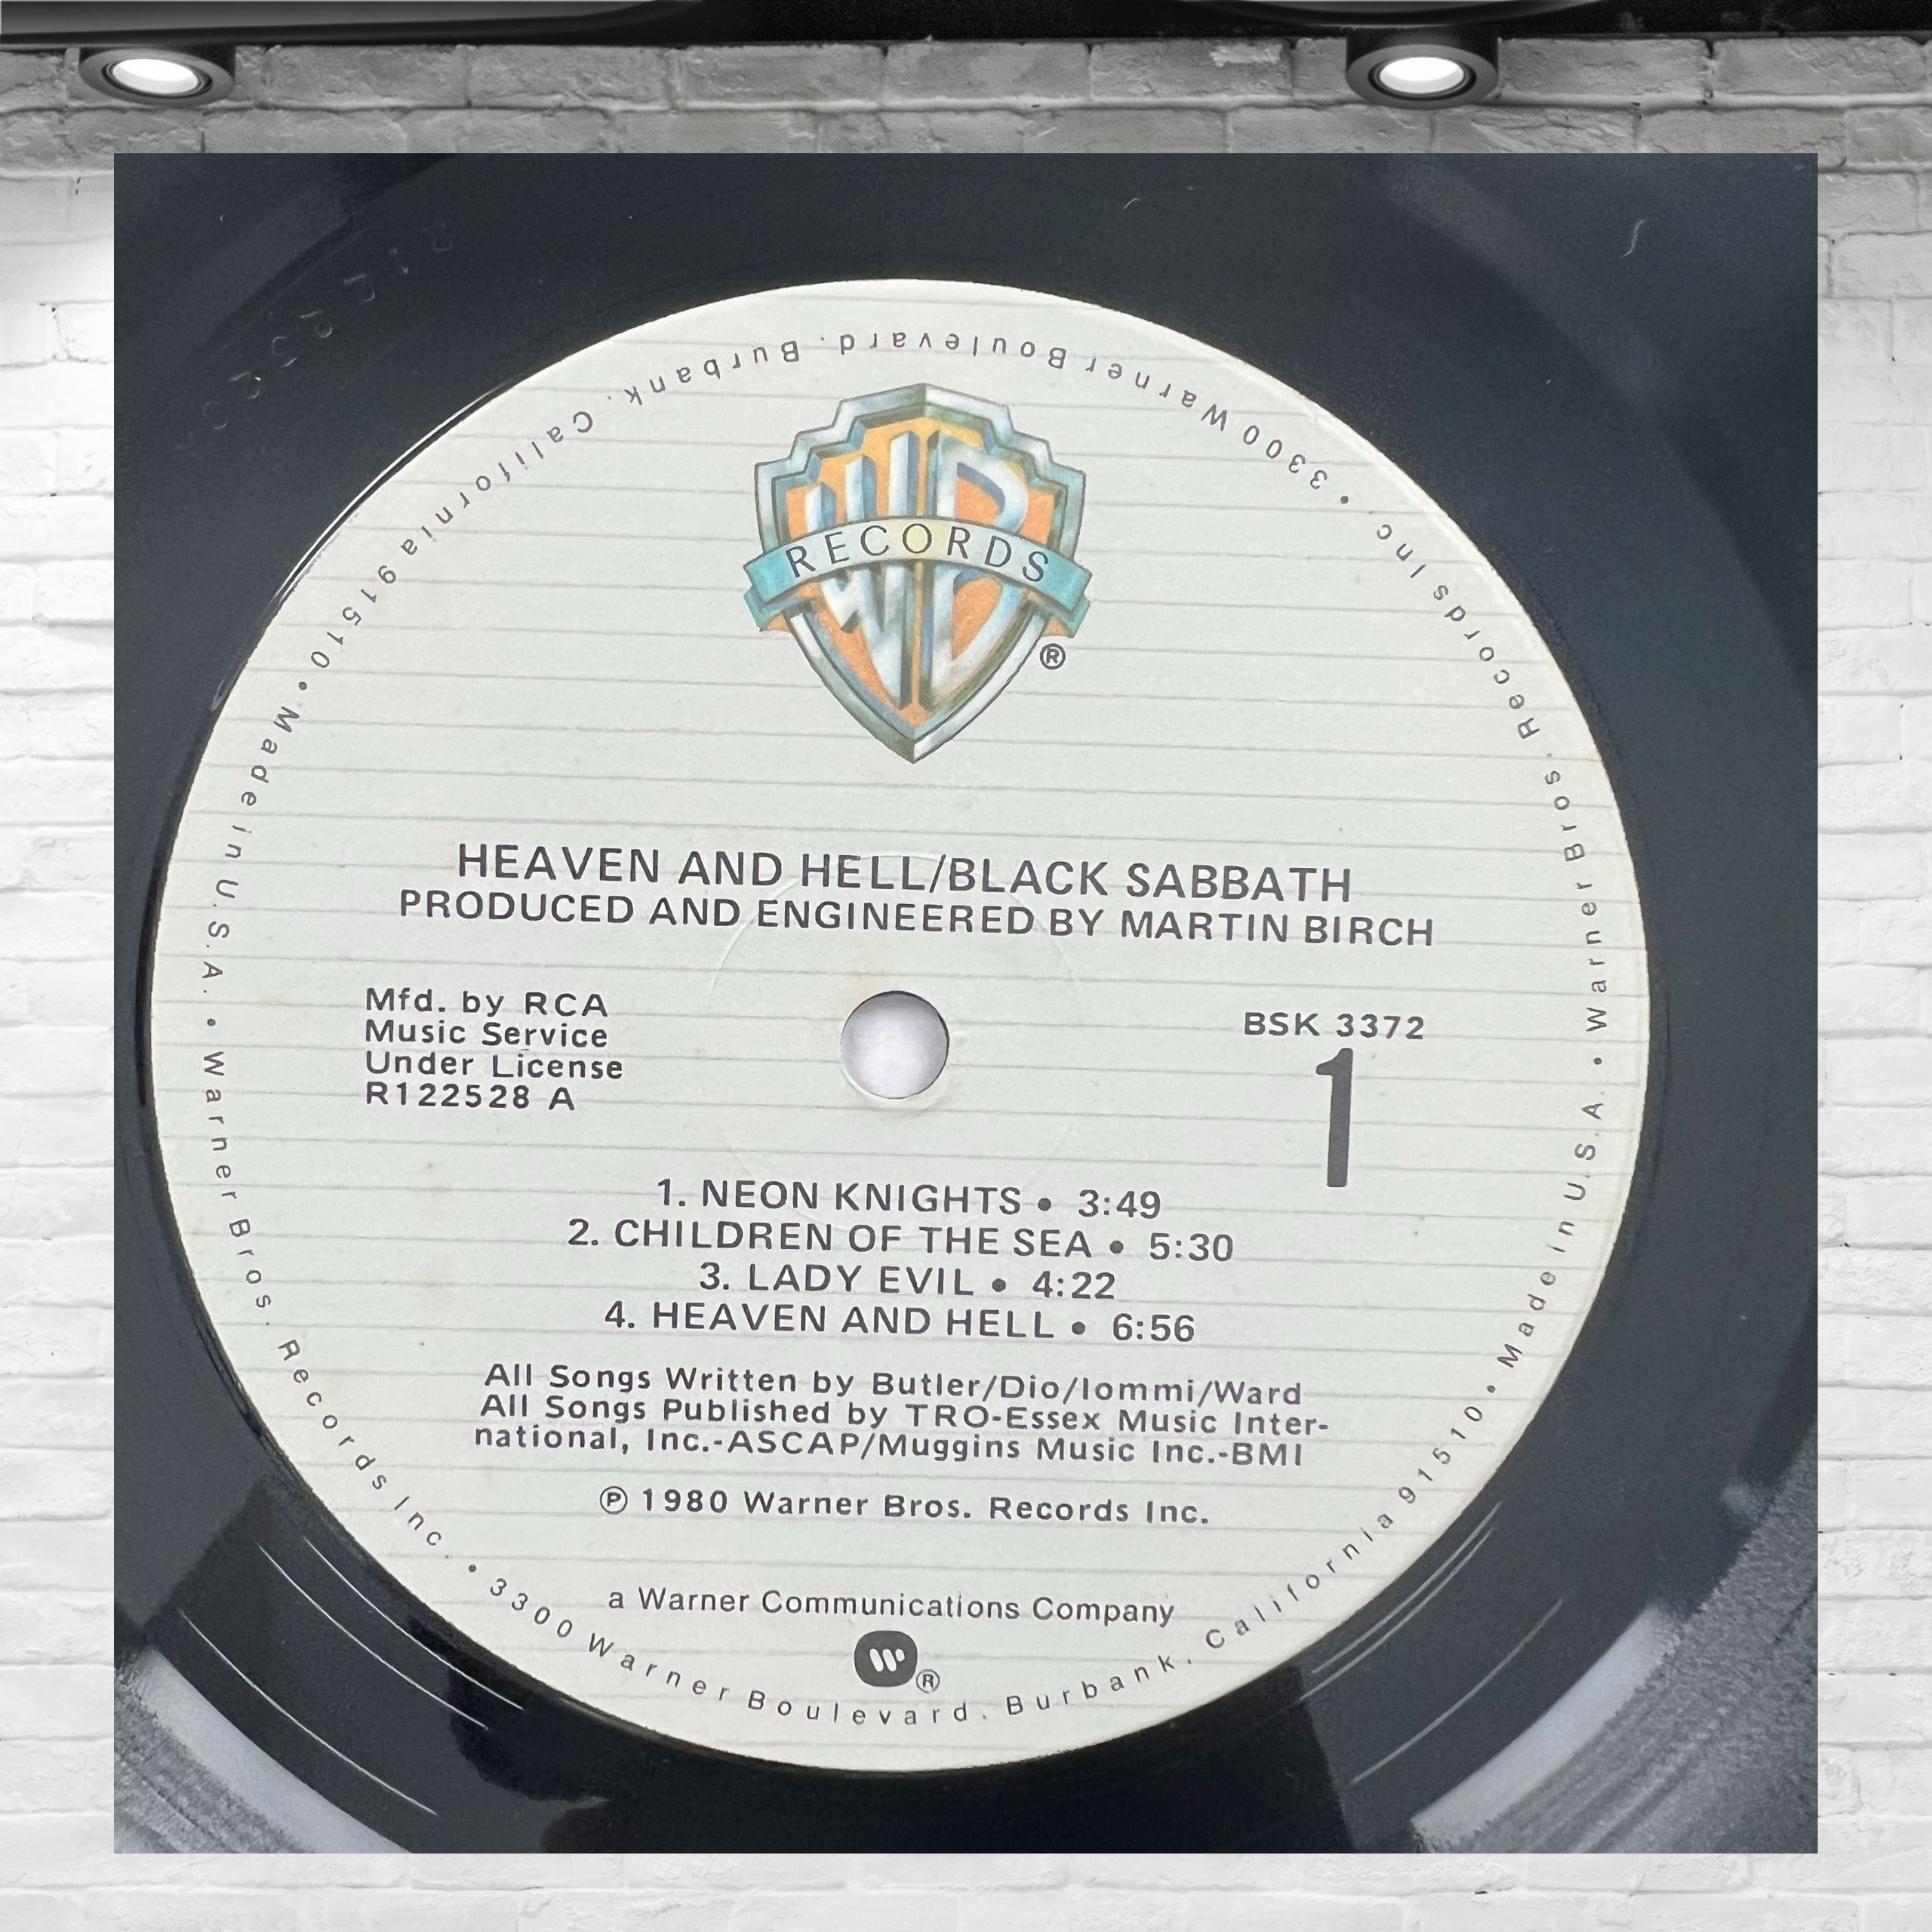 WB
RECORDS
®
HEAVEN AND HELL/BLACK SABBATH
PRODUCED AND ENGINEERED BY MARTIN BIRCH
Mfd. by RCA
Music Service
Under License
R122528 A
BSK 3372
1
1. NEON KNIGHTS • 3:49
2. CHILDREN OF THE SEA • 5:30
3. LADY EVIL • 4:22
4. HEAVEN AND HELL • 6:56
All Songs Written by Butler/Dio/Iommi/Ward
All Songs Published by TRO-Essex Music Inter-
national, Inc.-ASCAP/Muggins Music Inc.-BMI
℗ 1980 Warner Bros. Records Inc.
a Warner Communications Company
®
Warner Bros. Records Inc. • 3300 Warner Boulevard. Burbank. California 91510 • Made in U.S.A. • Warner Bros. Records Inc • 3300 Warner Boulevard. Burbank. California 91510 • Made in U.S.A. •